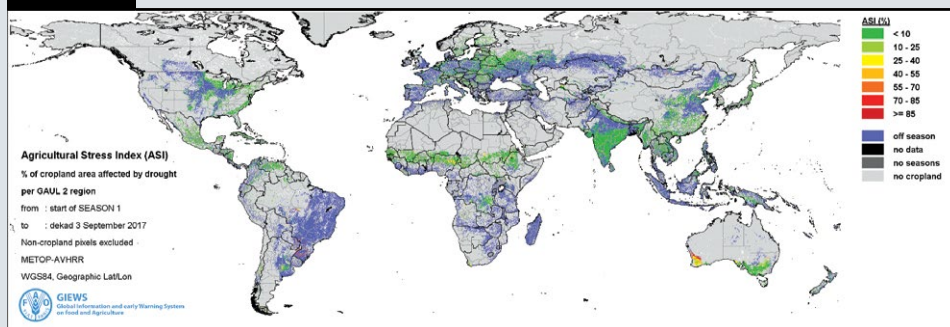 Agricultural Stress Index (ASI)
% of cropland area affected by drought
per GAUL 2 region
from : start of SEASON 1
to : dekad 3 September 2017
Non-cropland pixels excluded
METOP-AVHRR
WGS84, Geographic Lat/Lon
FAO
GIEWS
Global Information and early Warning System
on Food and Agriculture
ASI (%)
< 10
10 - 25
25 - 40
40 - 55
55 - 70
70 - 85
>= 85
off season
no data
no seasons
no cropland